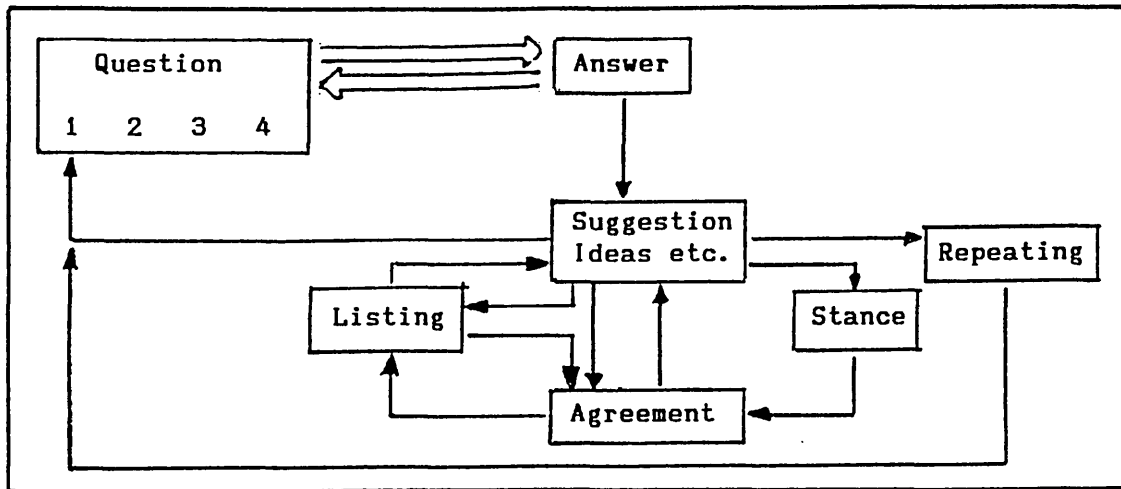 Question
1 2 3 4
Answer
Suggestion
Ideas etc.
Repeating
Listing
Stance
Agreement